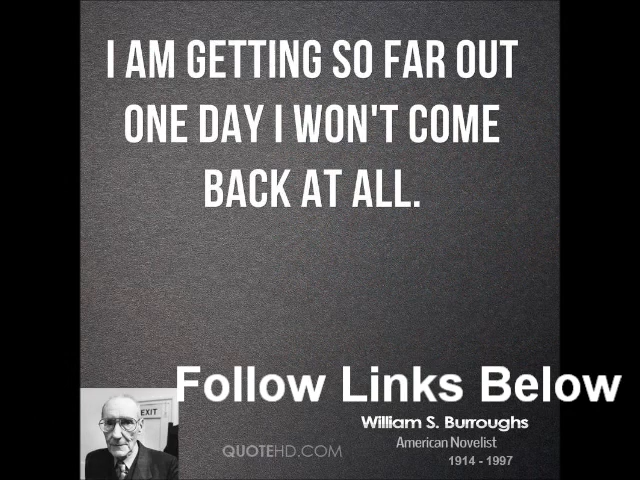 I AM GETTING SO FAR OUT
ONE DAY I WON'T COME
BACK AT ALL.
Follow Links Below
EXIT
William S. Burroughs
American Novelist
QUOTEHD.COM
1914 - 1997